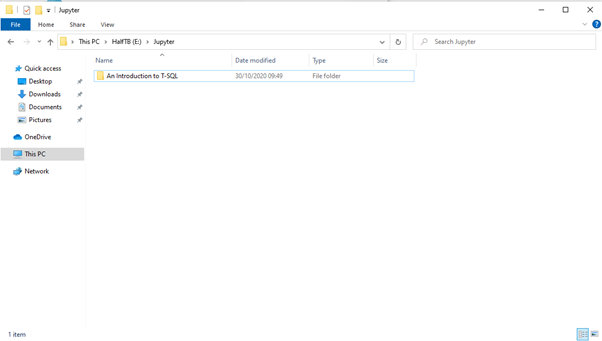 Jupyter
File Home Share View
This PC > HalfTB (E:) > Jupyter
Search Jupyter
Name Date modified Type Size
An Introduction to T-SQL 30/10/2020 09:49 File folder
Quick access
Desktop
Downloads
Documents
Pictures
OneDrive
This PC
Network
1 item